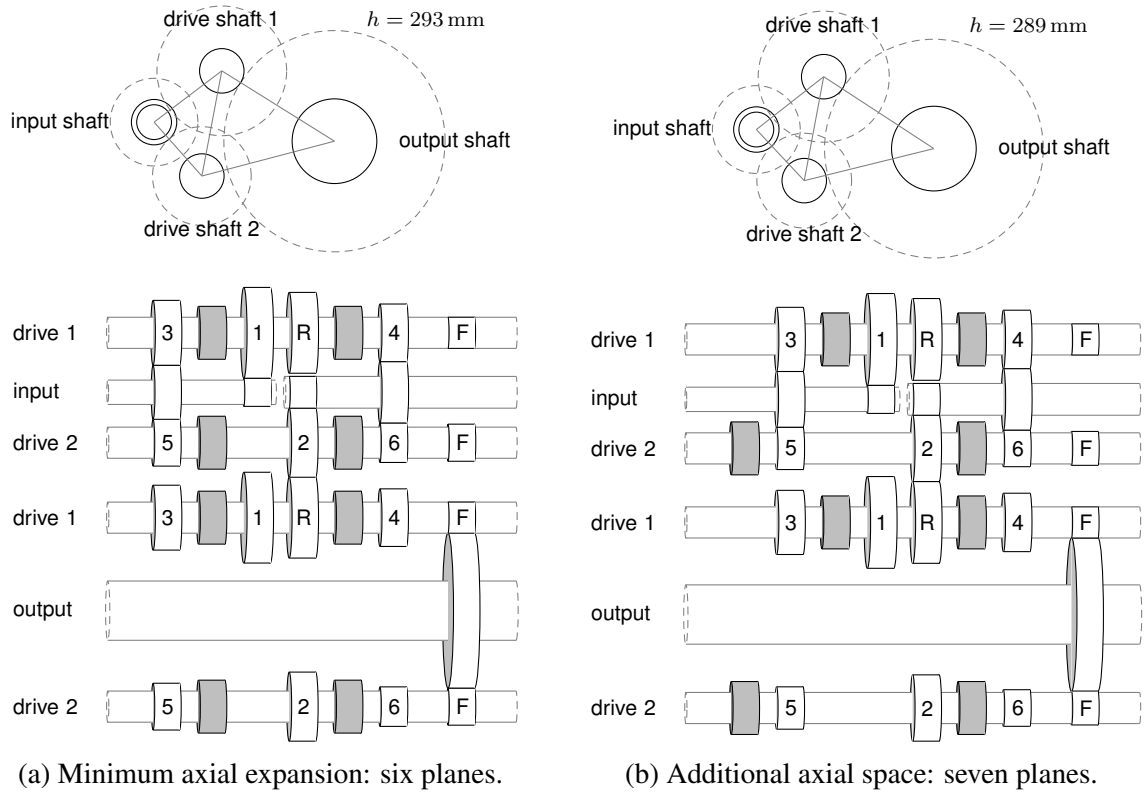 drive shaft 1
h = 293 mm
input shaft
output shaft
drive shaft 2
drive 1
3
1
R
4
F
input
drive 2
5
2
6
F
drive 1
3
1
R
4
F
output
drive 2
5
2
6
F
(a) Minimum axial expansion: six planes.
drive shaft 1
h = 289 mm
input shaft
output shaft
drive shaft 2
drive 1
3
1
R
4
F
input
drive 2
5
2
6
F
drive 1
3
1
R
4
F
output
drive 2
5
2
6
F
(b) Additional axial space: seven planes.